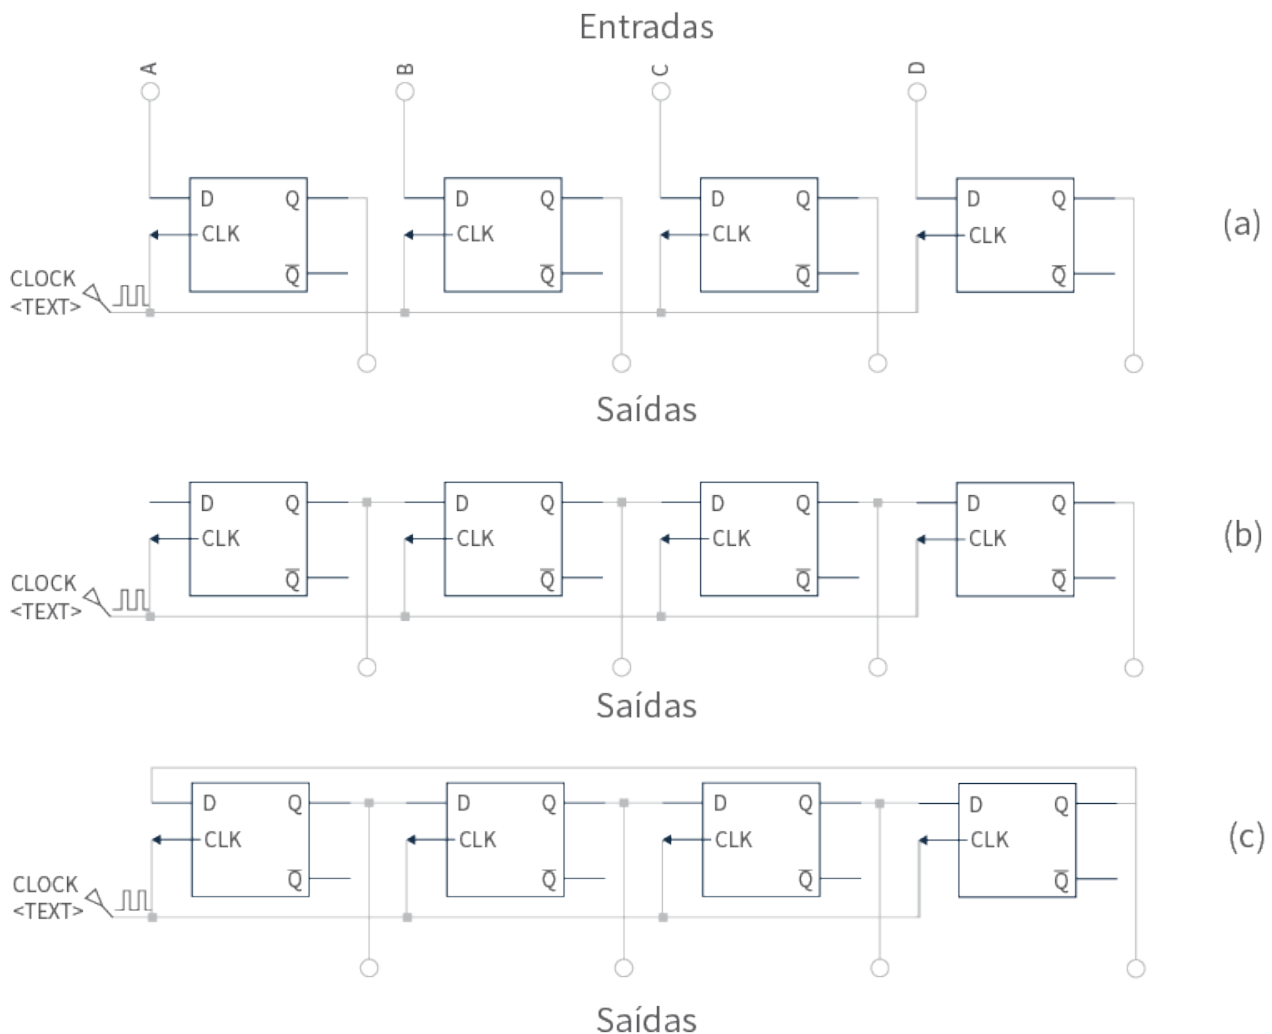 Entradas
A B C D
D Q D Q D Q D Q
(a)
CLK CLK CLK CLK
Q̅ Q̅ Q̅ Q̅
CLOCK
<TEXT>
Saídas
D Q D Q D Q D Q
(b)
CLK CLK CLK CLK
Q̅ Q̅ Q̅ Q̅
CLOCK
<TEXT>
Saídas
D Q D Q D Q D Q
(c)
CLK CLK CLK CLK
Q̅ Q̅ Q̅ Q̅
CLOCK
<TEXT>
Saídas